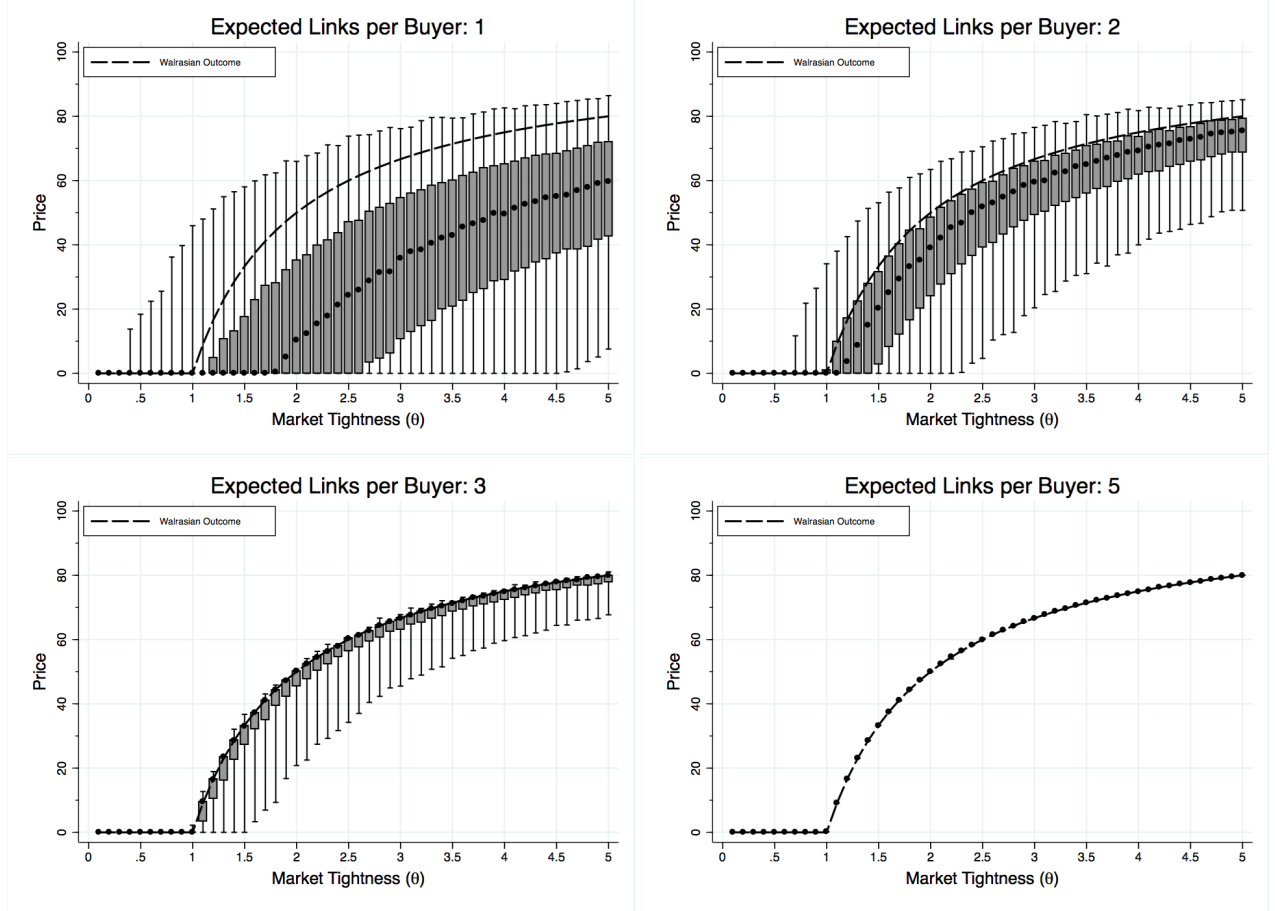 Expected Links per Buyer: 1
Walrasian Outcome
Price
0 20 40 60 80 100
0 .5 1 1.5 2 2.5 3 3.5 4 4.5 5
Market Tightness (θ)
Expected Links per Buyer: 2
Walrasian Outcome
Price
0 20 40 60 80 100
0 .5 1 1.5 2 2.5 3 3.5 4 4.5 5
Market Tightness (θ)
Expected Links per Buyer: 3
Walrasian Outcome
Price
0 20 40 60 80 100
0 .5 1 1.5 2 2.5 3 3.5 4 4.5 5
Market Tightness (θ)
Expected Links per Buyer: 5
Walrasian Outcome
Price
0 20 40 60 80 100
0 .5 1 1.5 2 2.5 3 3.5 4 4.5 5
Market Tightness (θ)